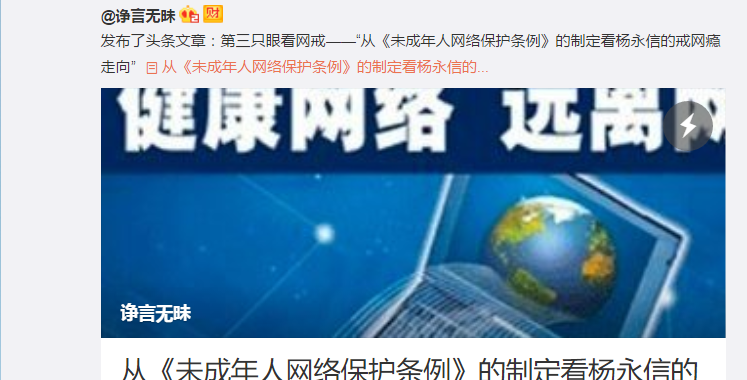 @诤言无昧 财
发布了头条文章：第三只眼看网戒——“从《未成年人网络保护条例》的制定看杨永信的戒网瘾
走向” 从《未成年人网络保护条例》的制定看杨永信的...
健康网络 远离网
诤言无昧
从《未成年人网络保护条例》的制定看杨永信的